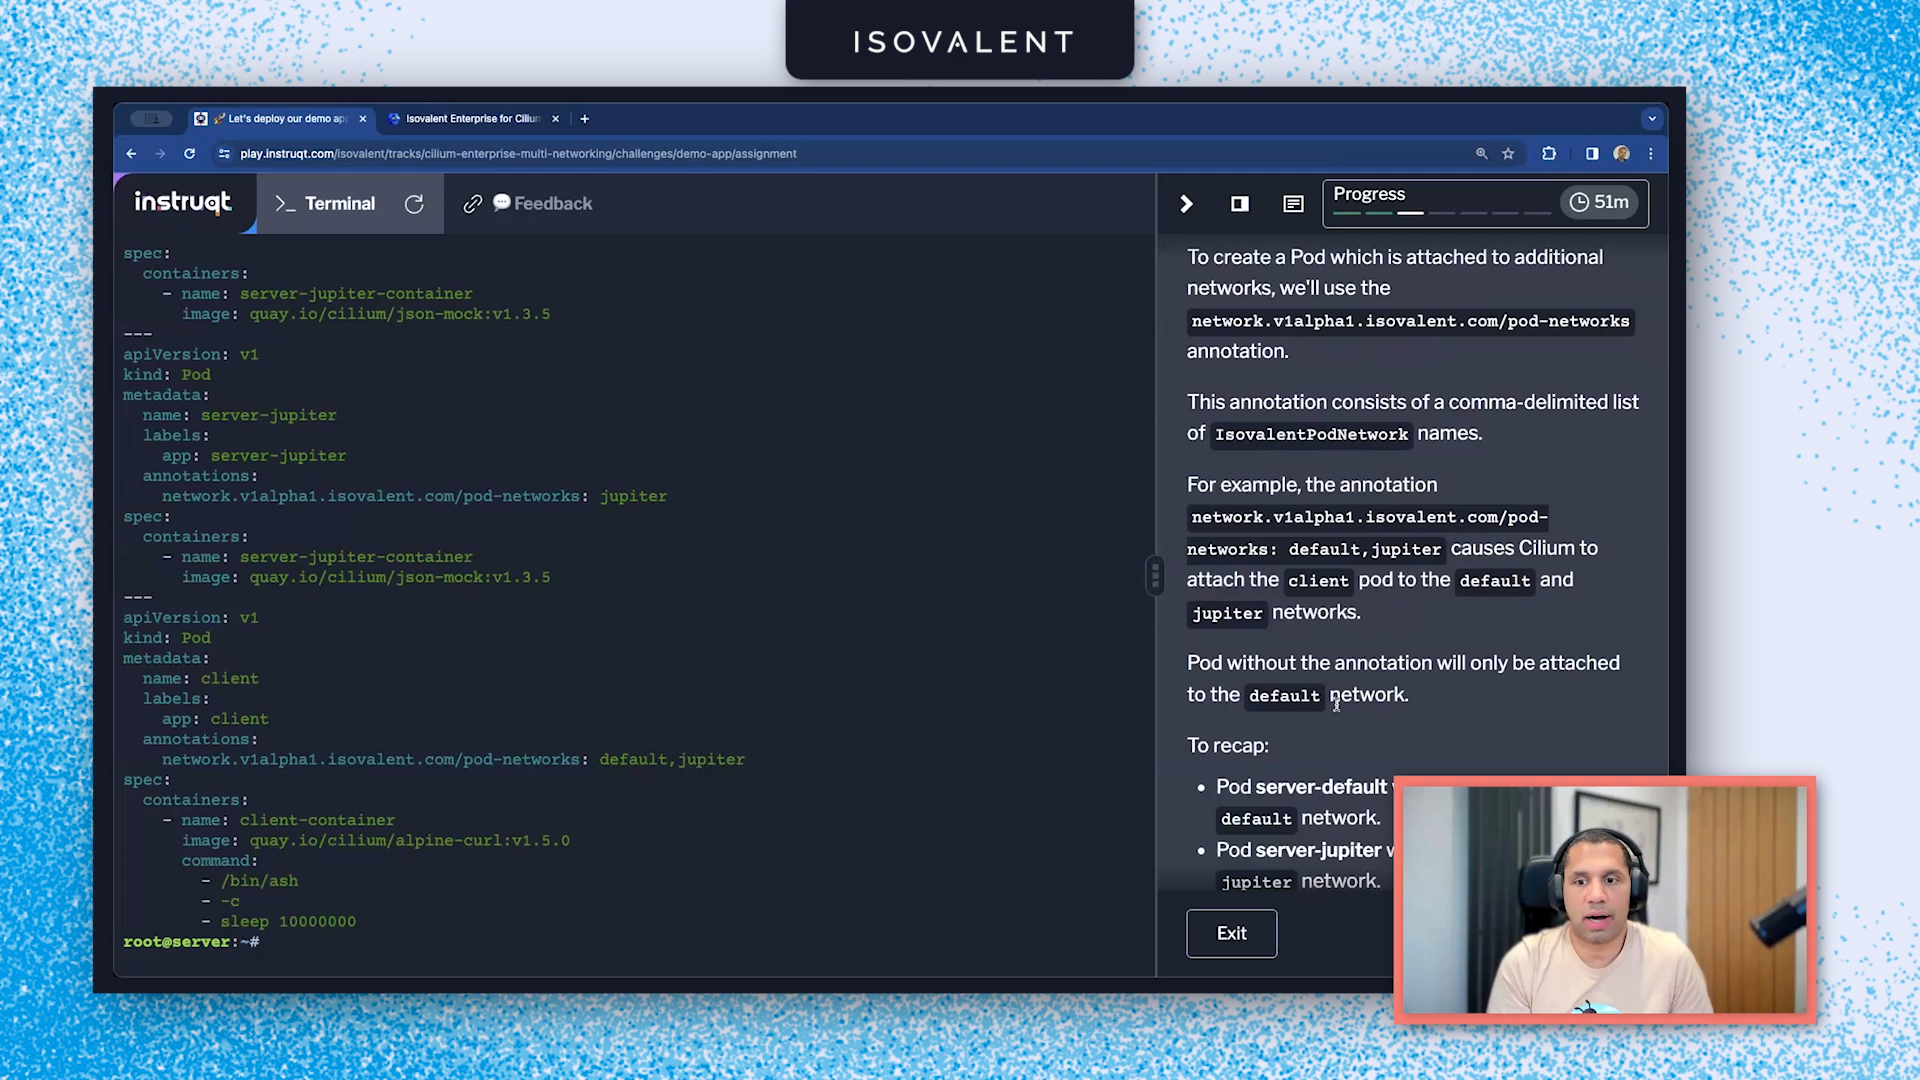 ISOVALENT
Let's deploy our demo ap
Isovalent Enterprise for Cilium
play.instruqt.com/isovalent/tracks/cilium-enterprise-multi-networking/challenges/demo-app/assignment
instruqt
>_ Terminal
Feedback
Progress
51m
spec:
containers:
- name: server-jupiter-container
image: quay.io/cilium/json-mock:v1.3.5
---
apiVersion: v1
kind: Pod
metadata:
name: server-jupiter
labels:
app: server-jupiter
annotations:
network.v1alpha1.isovalent.com/pod-networks: jupiter
spec:
containers:
- name: server-jupiter-container
image: quay.io/cilium/json-mock:v1.3.5
---
apiVersion: v1
kind: Pod
metadata:
name: client
labels:
app: client
annotations:
network.v1alpha1.isovalent.com/pod-networks: default,jupiter
spec:
containers:
- name: client-container
image: quay.io/cilium/alpine-curl:v1.5.0
command:
- /bin/ash
- -c
- sleep 10000000
root@server:~#
To create a Pod which is attached to additional
networks, we'll use the
network.v1alpha1.isovalent.com/pod-networks
annotation.
This annotation consists of a comma-delimited list
of IsovalentPodNetwork names.
For example, the annotation
network.v1alpha1.isovalent.com/pod-
networks: default,jupiter causes Cilium to
attach the client pod to the default and
jupiter networks.
Pod without the annotation will only be attached
to the default network.
To recap:
• Pod server-default
default network.
• Pod server-jupiter
jupiter network.
Exit